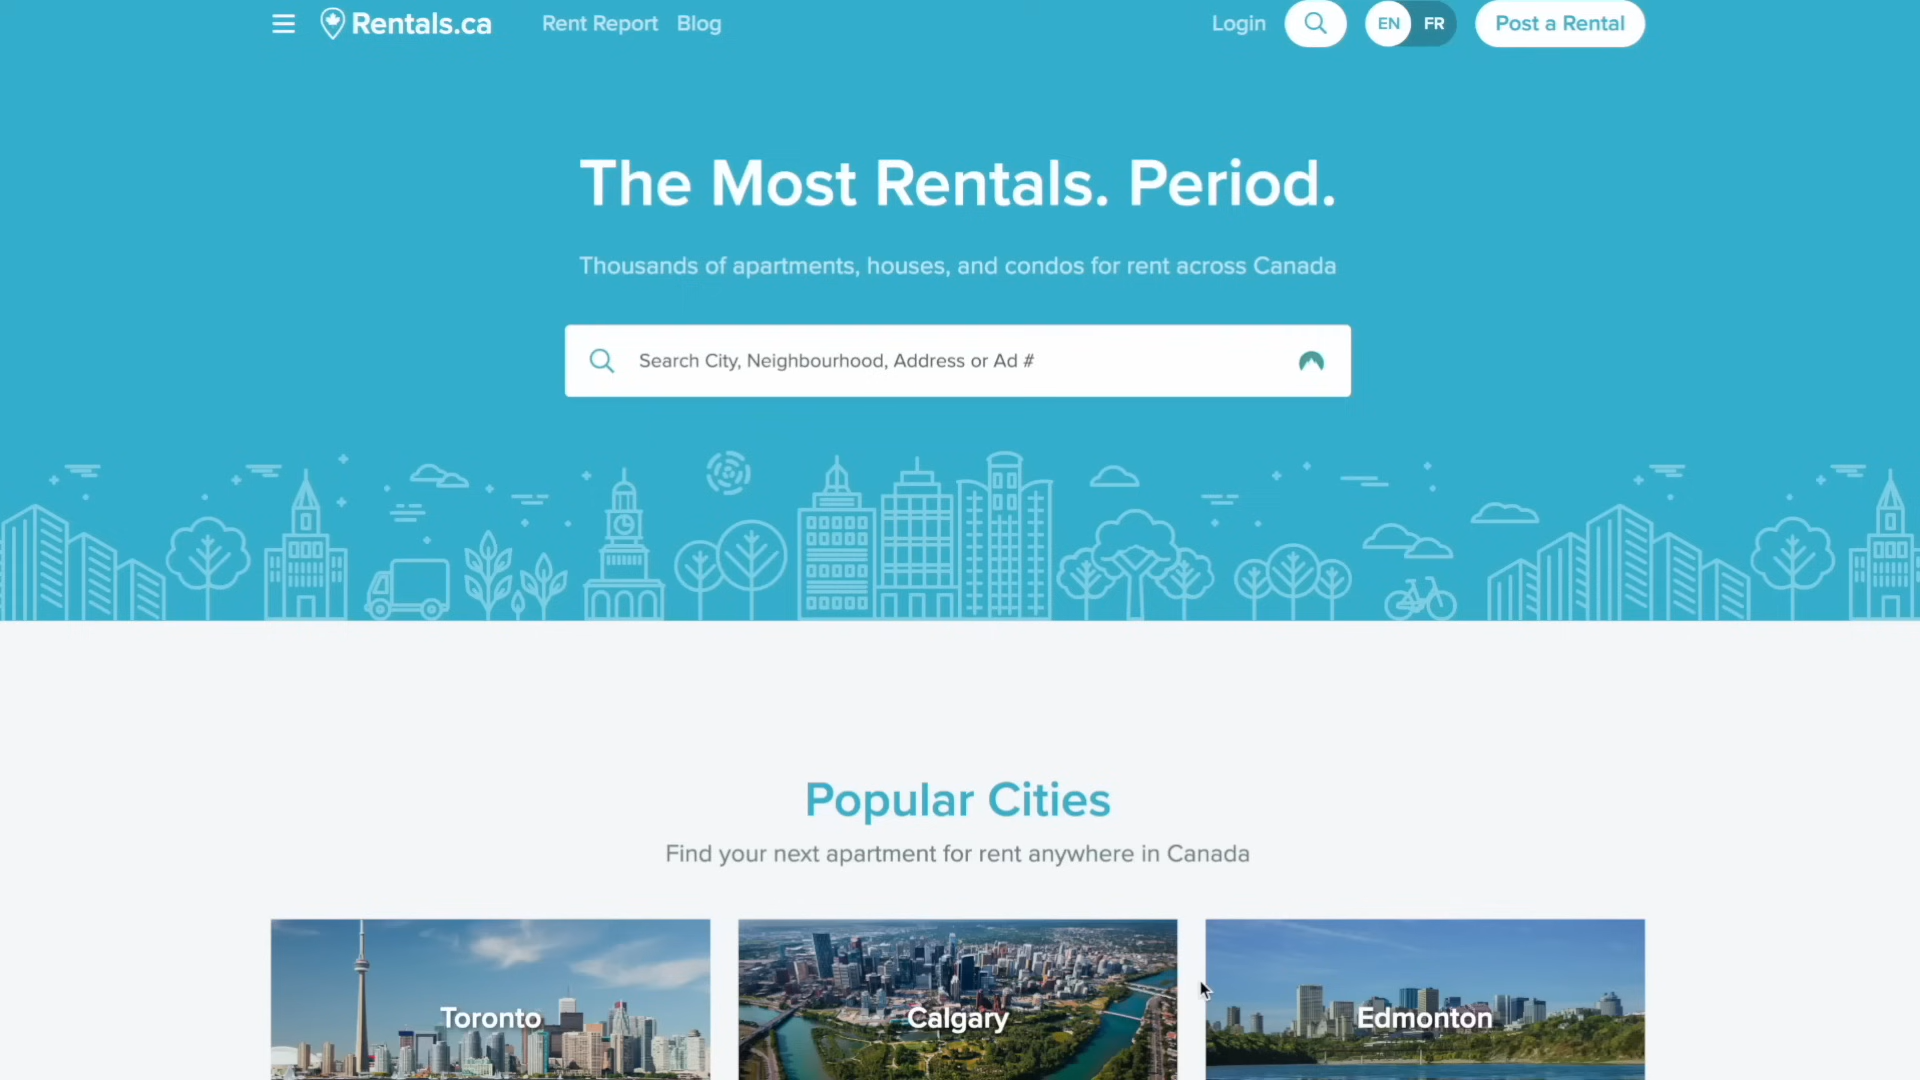 Rentals.ca
Rent Report
Blog
Login
EN
FR
Post a Rental
The Most Rentals. Period.
Thousands of apartments, houses, and condos for rent across Canada
Search City, Neighbourhood, Address or Ad #
Popular Cities
Find your next apartment for rent anywhere in Canada
Toronto
Calgary
Edmonton